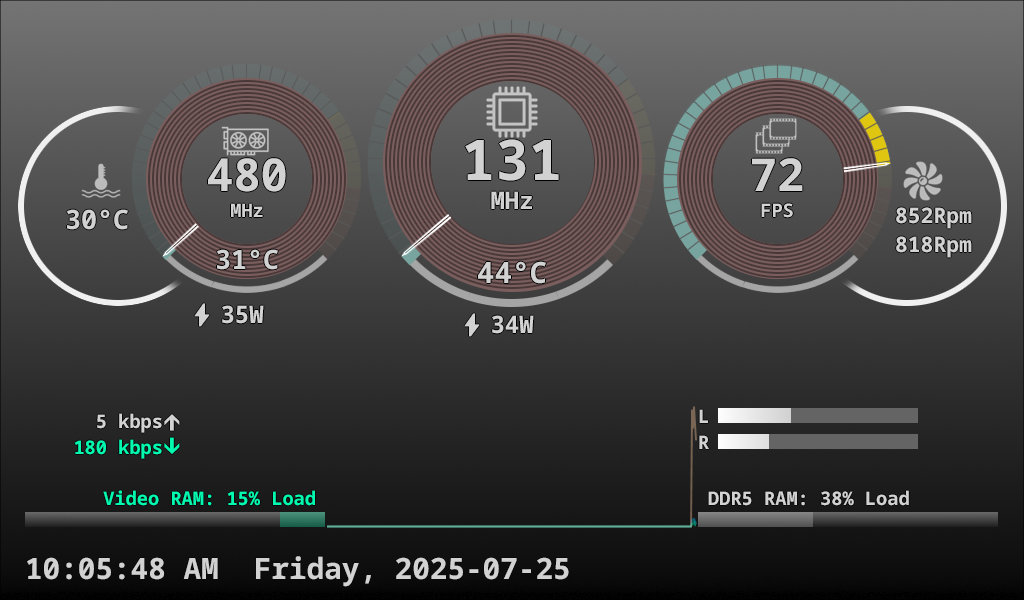 30°C
480
MHz
31°C
35W
131
MHz
44°C
34W
72
FPS
852Rpm
818Rpm
5 kbps↑
180 kbps↓
L
R
Video RAM: 15% Load
DDR5 RAM: 38% Load
10:05:48 AM  Friday, 2025-07-25